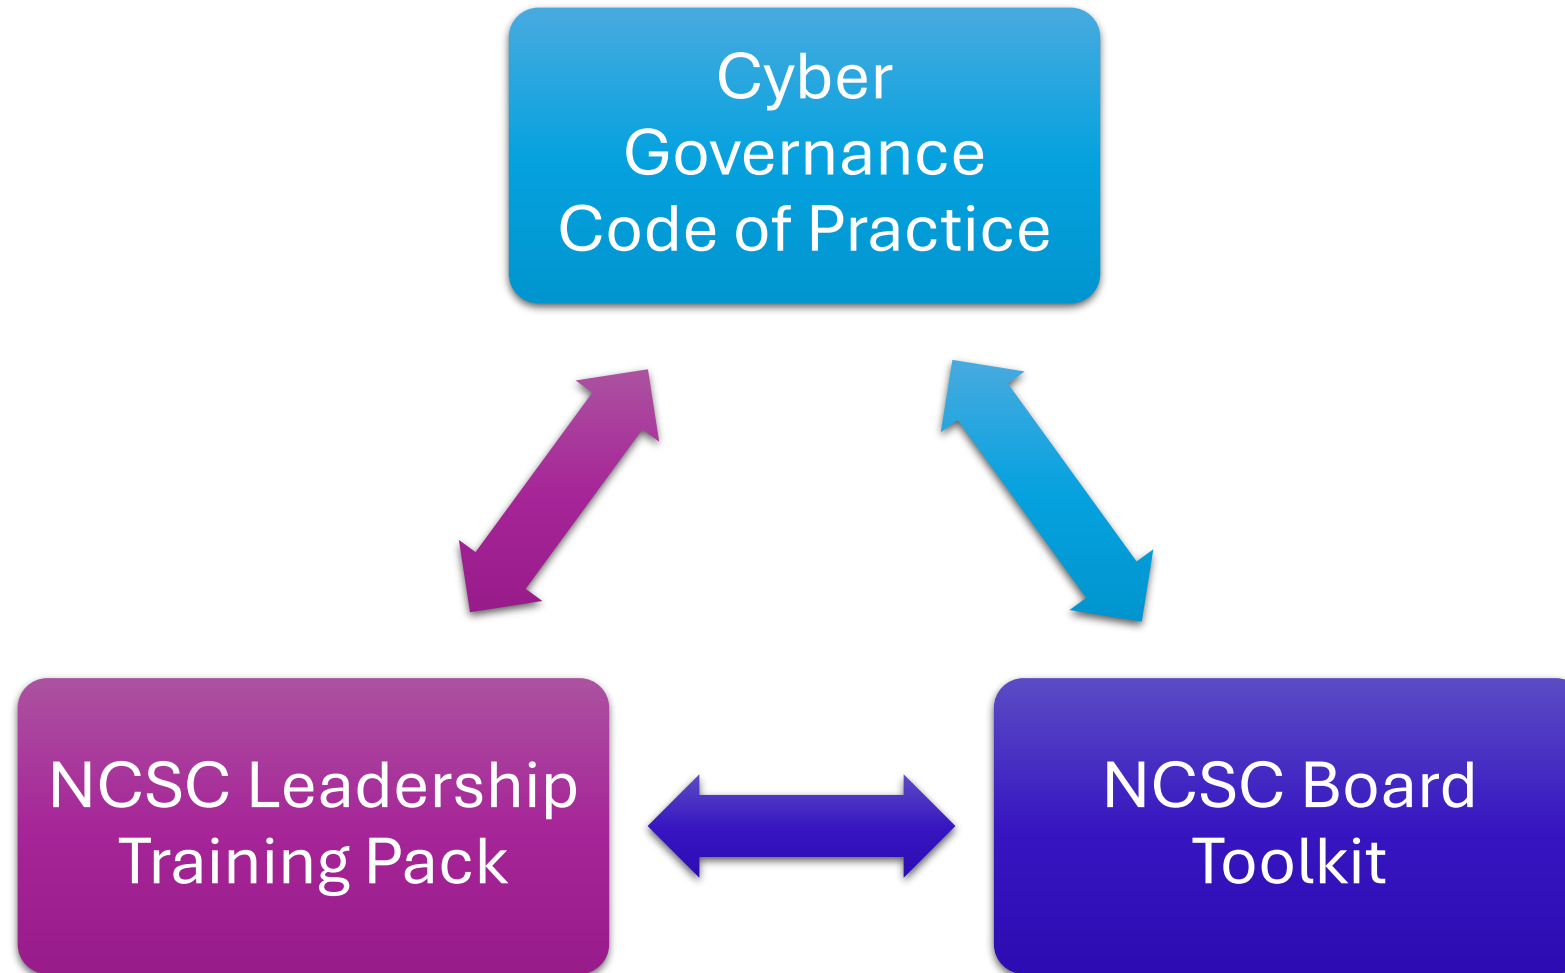 Cyber
Governance
Code of Practice
NCSC Leadership
Training Pack
NCSC Board
Toolkit